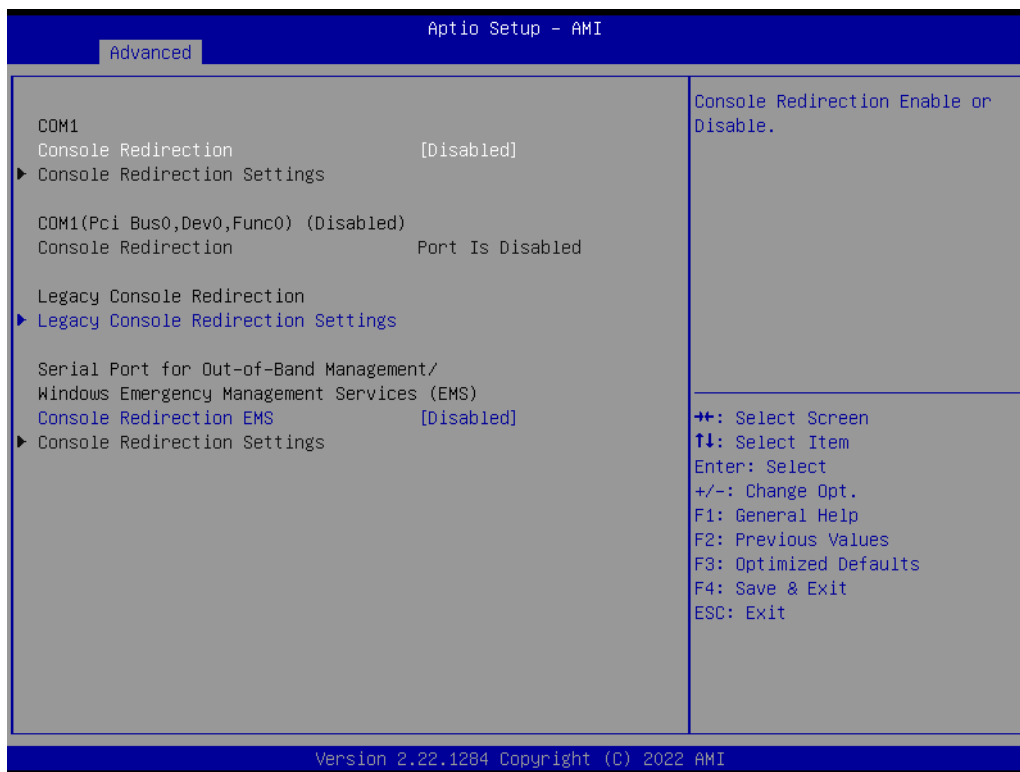 Aptio Setup - AMI
Advanced
COM1
Console Redirection [Disabled]
► Console Redirection Settings
COM1(Pci Bus0,Dev0,Func0) (Disabled)
Console Redirection Port Is Disabled
Legacy Console Redirection
► Legacy Console Redirection Settings
Serial Port for Out-of-Band Management/
Windows Emergency Management Services (EMS)
Console Redirection EMS [Disabled]
► Console Redirection Settings
Console Redirection Enable or
Disable.
→←: Select Screen
↑↓: Select Item
Enter: Select
+/-: Change Opt.
F1: General Help
F2: Previous Values
F3: Optimized Defaults
F4: Save & Exit
ESC: Exit
Version 2.22.1284 Copyright (C) 2022 AMI